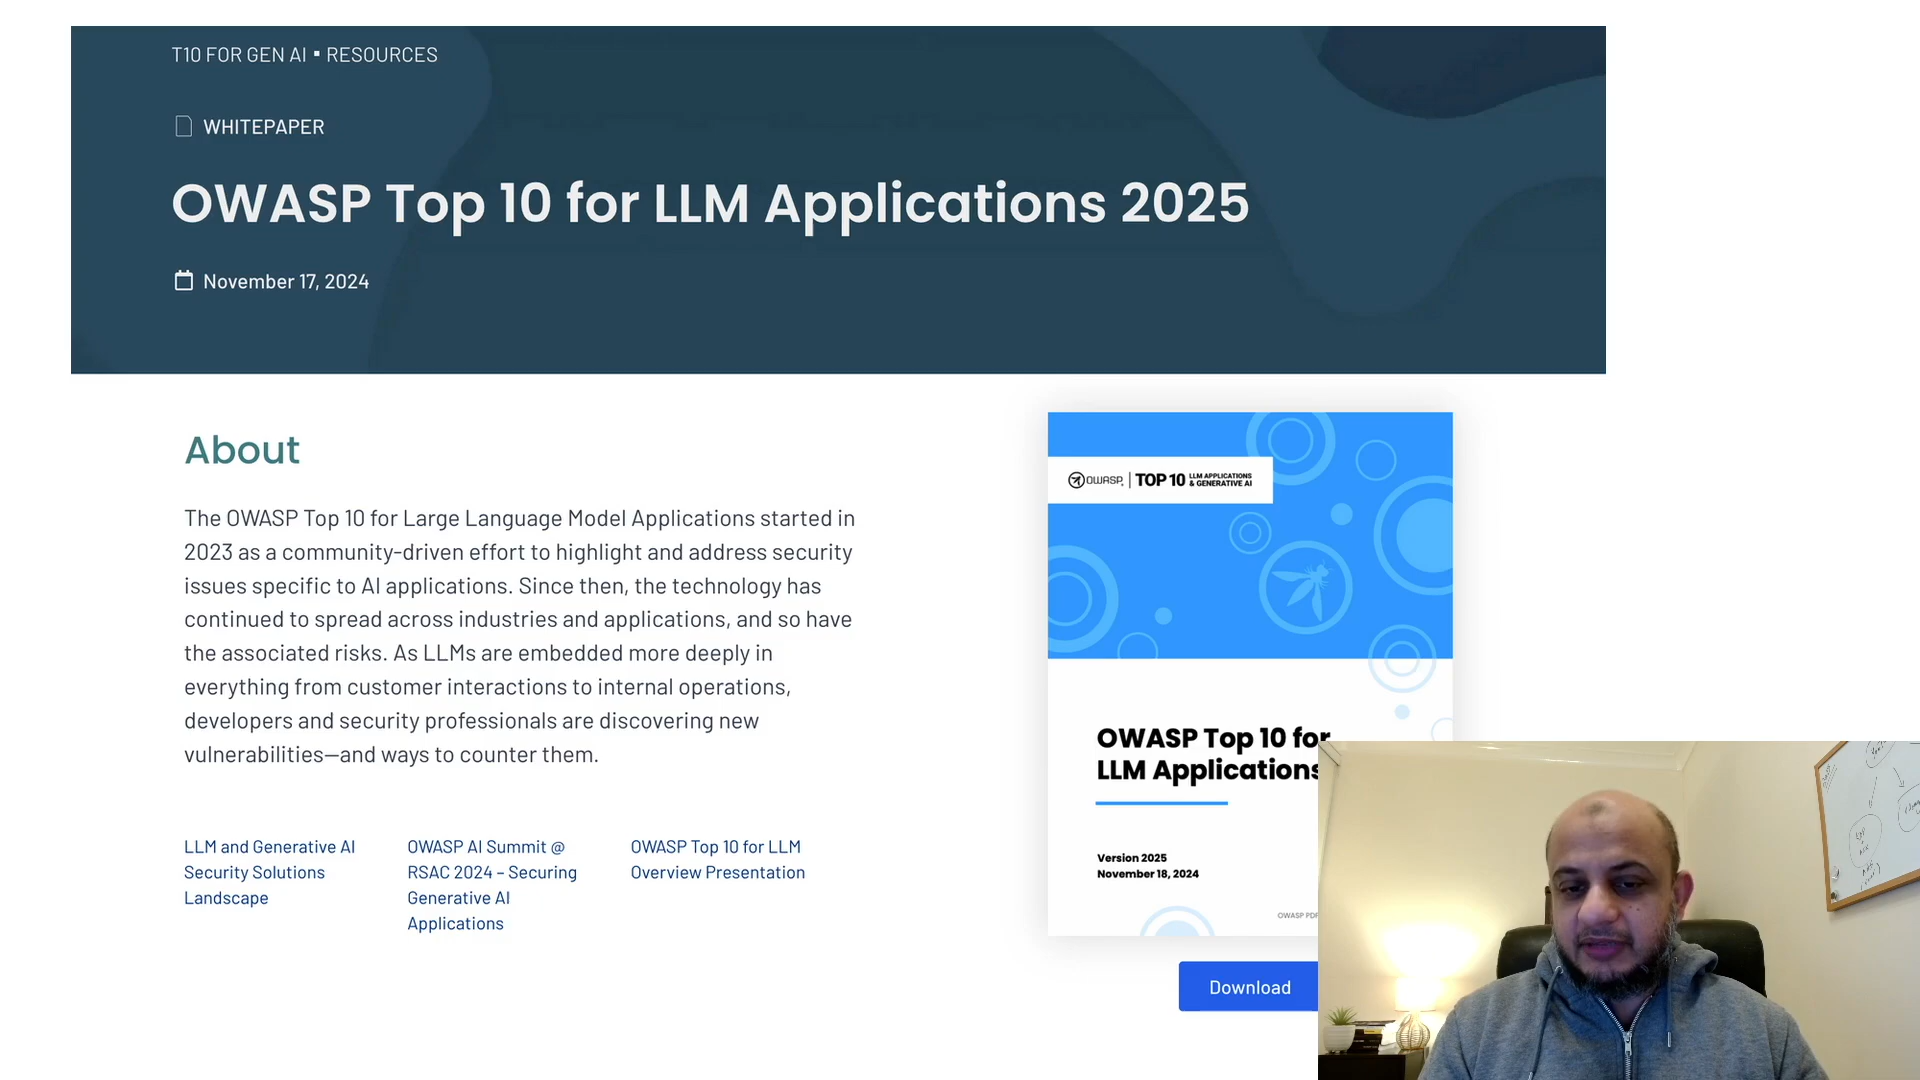 T10 FOR GEN AI ▪ RESOURCES
WHITEPAPER
OWASP Top 10 for LLM Applications 2025
November 17, 2024
About
The OWASP Top 10 for Large Language Model Applications started in
2023 as a community-driven effort to highlight and address security
issues specific to AI applications. Since then, the technology has
continued to spread across industries and applications, and so have
the associated risks. As LLMs are embedded more deeply in
everything from customer interactions to internal operations,
developers and security professionals are discovering new
vulnerabilities—and ways to counter them.
LLM and Generative AI
Security Solutions
Landscape
OWASP AI Summit @
RSAC 2024 – Securing
Generative AI
Applications
OWASP Top 10 for LLM
Overview Presentation
OWASP | TOP 10 LLM APPLICATIONS
& GENERATIVE AI
OWASP Top 10 for
LLM Applications
Version 2025
November 18, 2024
OWASP PDF
Download